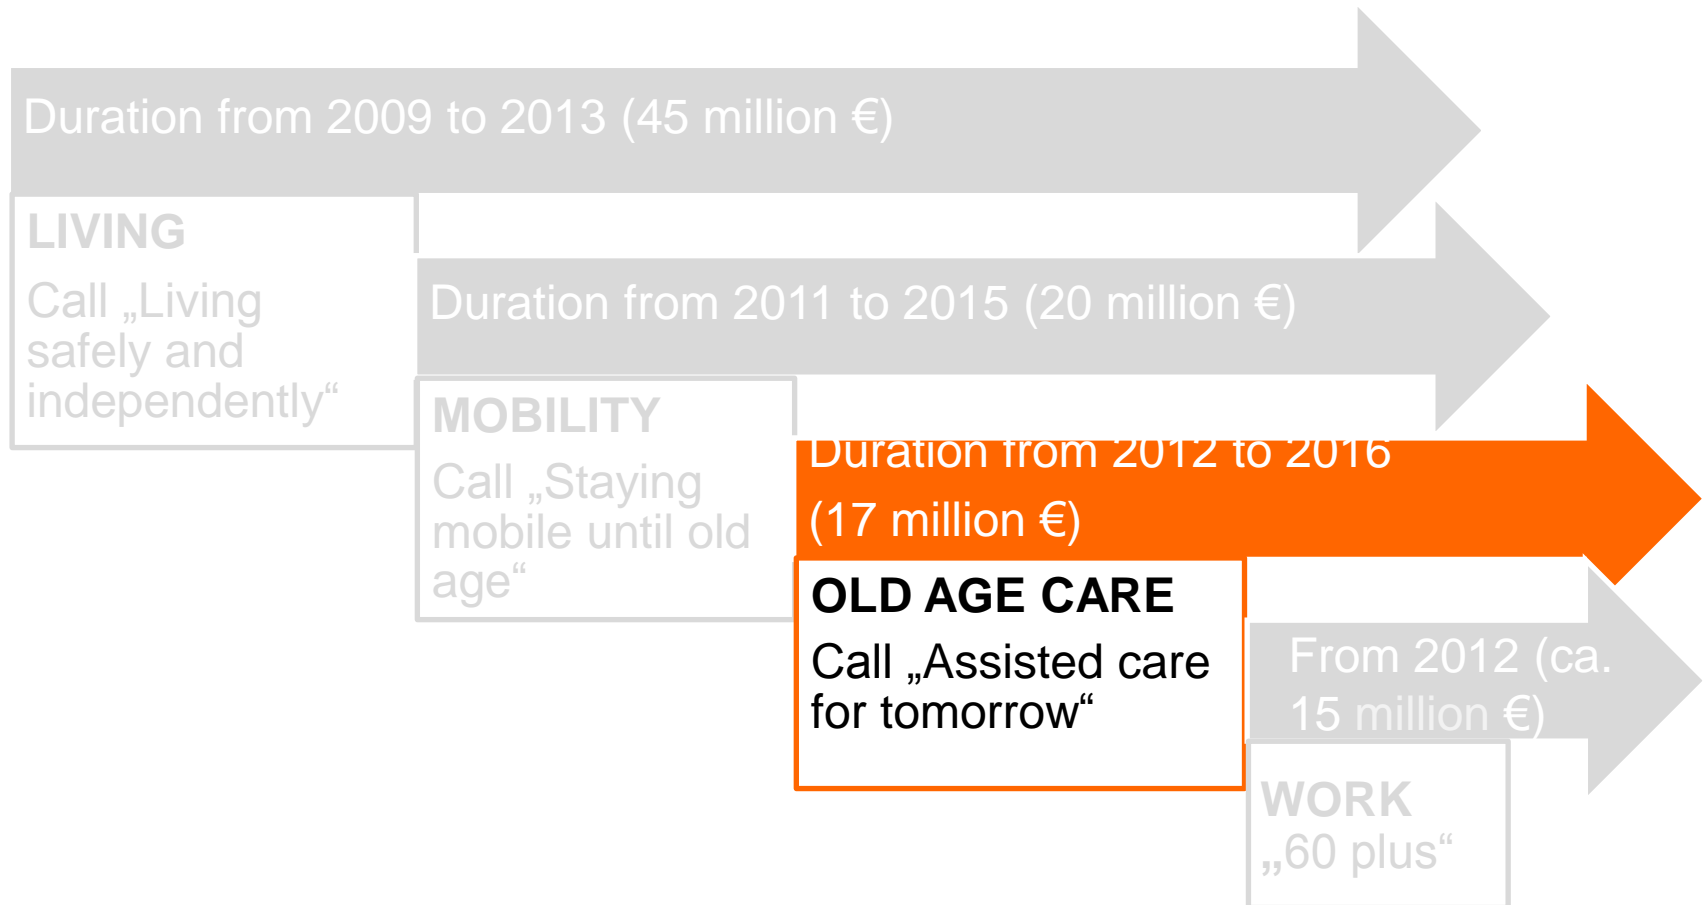 Duration from 2009 to 2013 (45 million €)
LIVING
Call „Living
safely and
independently“
Duration from 2011 to 2015 (20 million €)
MOBILITY
Call „Staying
mobile until old
age“
Duration from 2012 to 2016
(17 million €)
OLD AGE CARE
Call „Assisted care
for tomorrow“
From 2012 (ca.
15 million €)
WORK
„60 plus“